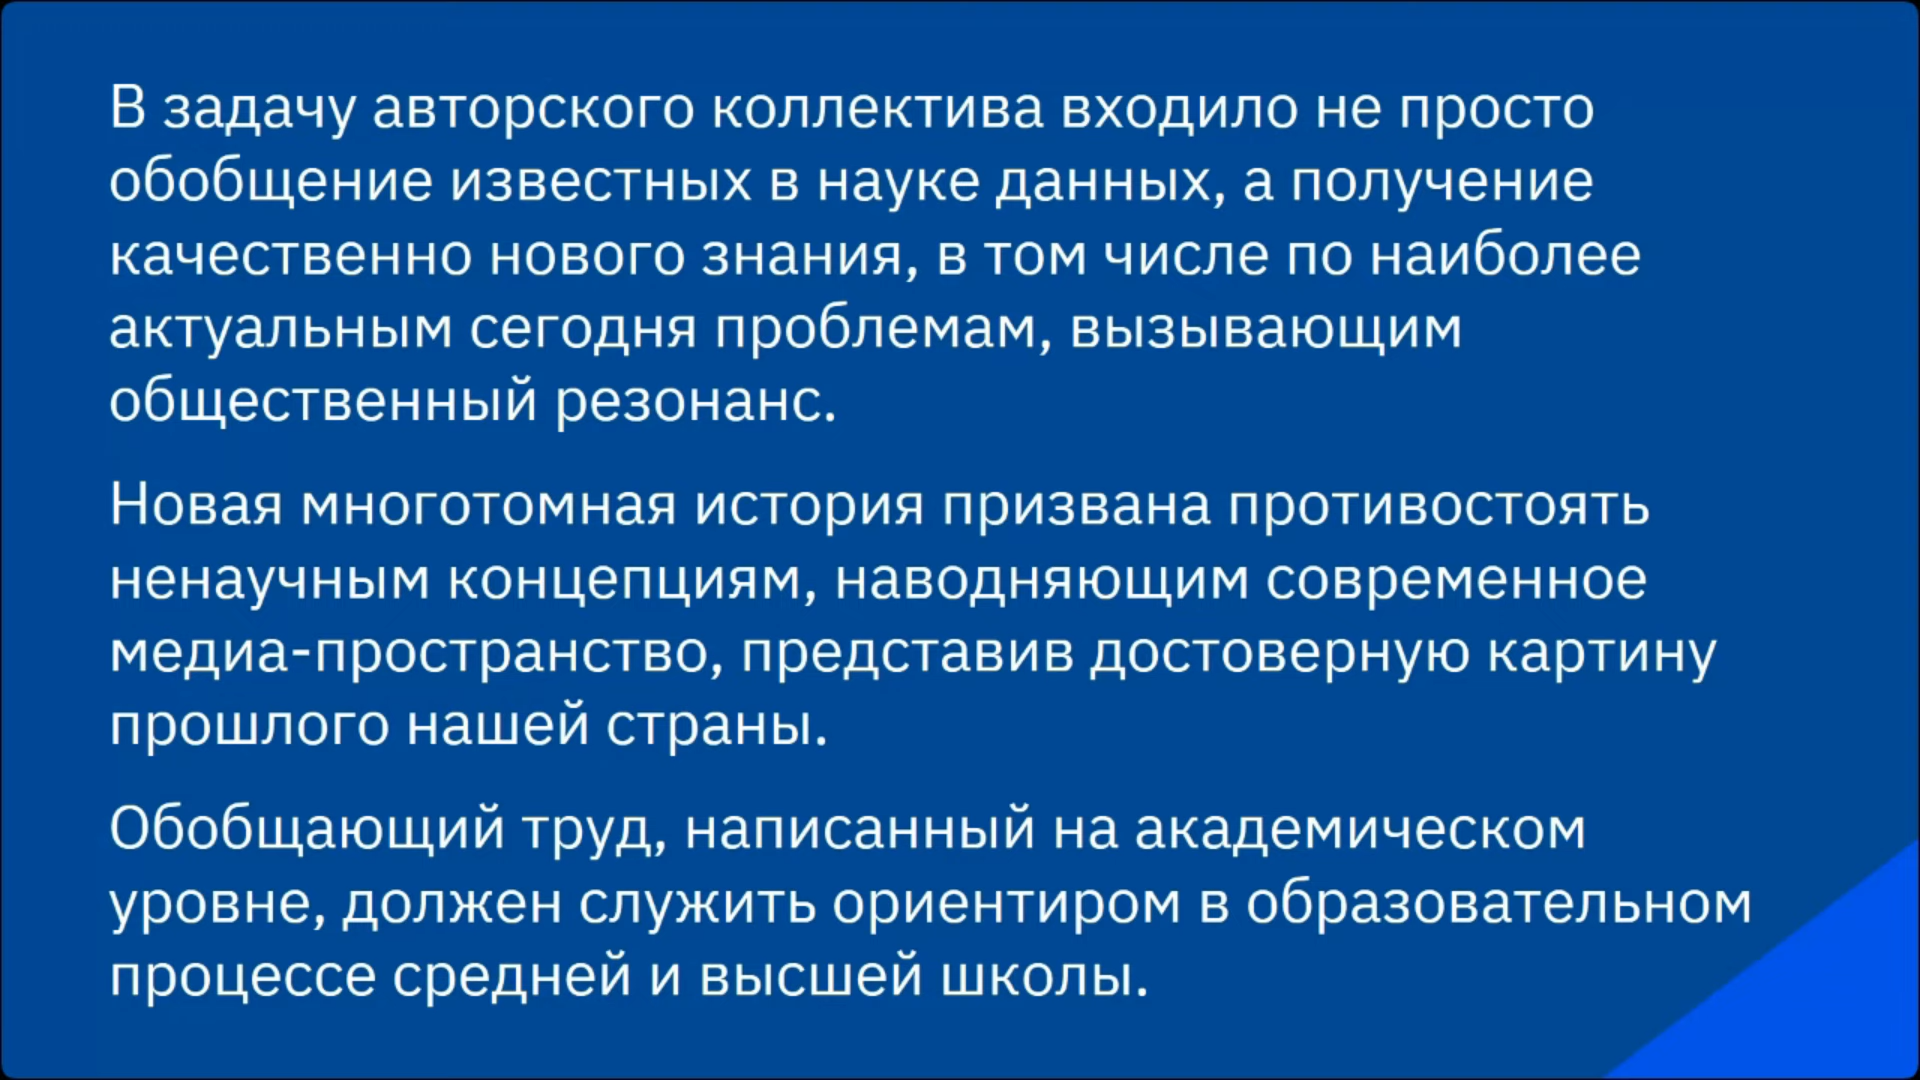 В задачу авторского коллектива входило не просто
обобщение известных в науке данных, а получение
качественно нового знания, в том числе по наиболее
актуальным сегодня проблемам, вызывающим
общественный резонанс.
Новая многотомная история призвана противостоять
ненаучным концепциям, наводняющим современное
медиа-пространство, представив достоверную картину
прошлого нашей страны.
Обобщающий труд, написанный на академическом
уровне, должен служить ориентиром в образовательном
процессе средней и высшей школы.